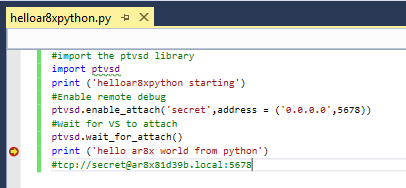 helloar8xpython.py
#import the ptvsd library
import ptvsd
print ('helloar8xpython starting')
#Enable remote debug
ptvsd.enable_attach('secret',address = ('0.0.0.0',5678))
#Wait for VS to attach
ptvsd.wait_for_attach()
print ('hello ar8x world from python')
#tcp://secret@ar8x81d39b.local:5678